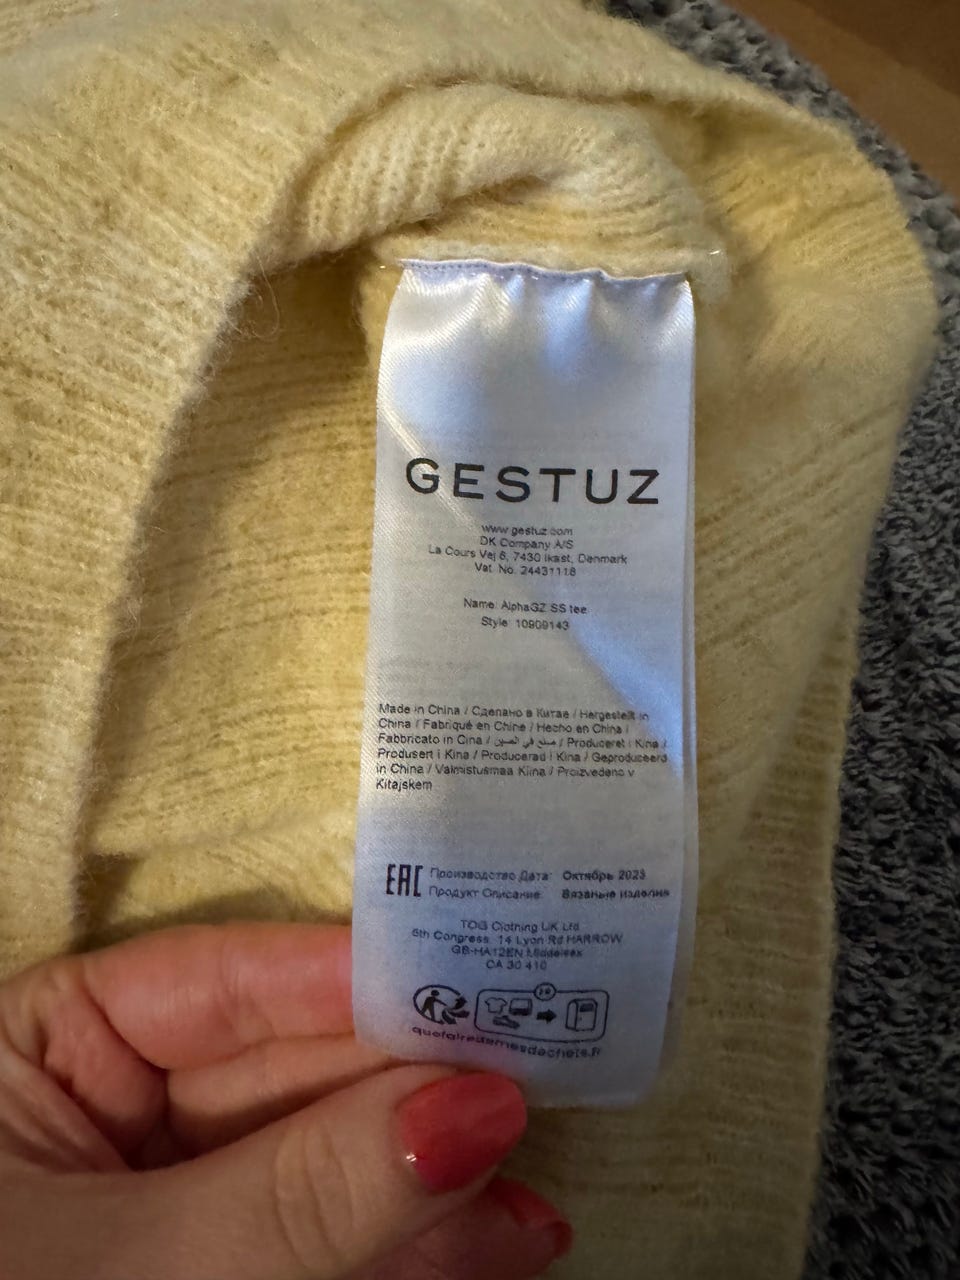 GESTUZ
www.gestuz.com
DK Company A/S
La Cours Vej 6, 7430 Ikast, Denmark
Vat. No. 24431118
Name: AlphaGZ SS tee
Style: 10909143
Made in China / Сделано в Китае / Hergestellt in
China / Fabriqué en Chine / Hecho en China /
Fabbricato in Cina / صنع في الصين / Produceret i Kina /
Produsert i Kina / Producerad i Kina / Geproduceerd
in China / Valmistusmaa Kiina / Proizvedeno v
Kitajskem
EAC Производство Дата: Октябрь 2023
Продукт Списание: Вязаные изделия
TOG Clothing UK Ltd
6th Congress, 14 Lyon Rd HARROW
GB-HA12EN Middelsex
CA 30 410
FR
quefairedemesdechets.fr